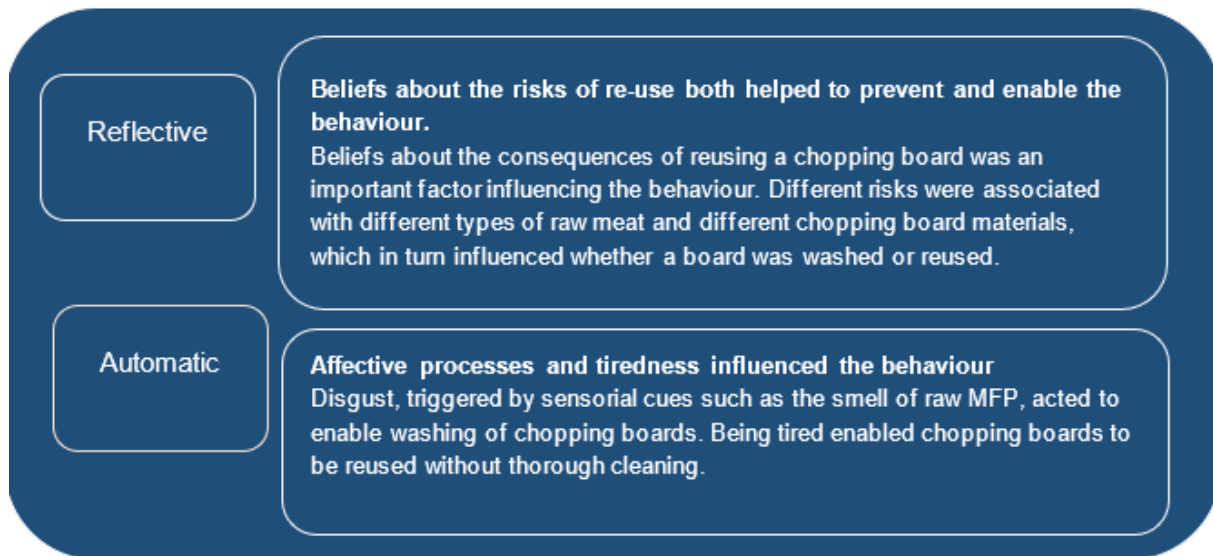 Reflective
Beliefs about the risks of re-use both helped to prevent and enable the
behaviour.
Beliefs about the consequences of reusing a chopping board was an
important factor influencing the behaviour. Different risks were associated
with different types of raw meat and different chopping board materials,
which in turn influenced whether a board was washed or reused.
Automatic
Affective processes and tiredness influenced the behaviour
Disgust, triggered by sensorial cues such as the smell of raw MFP, acted to
enable washing of chopping boards. Being tired enabled chopping boards to
be reused without thorough cleaning.